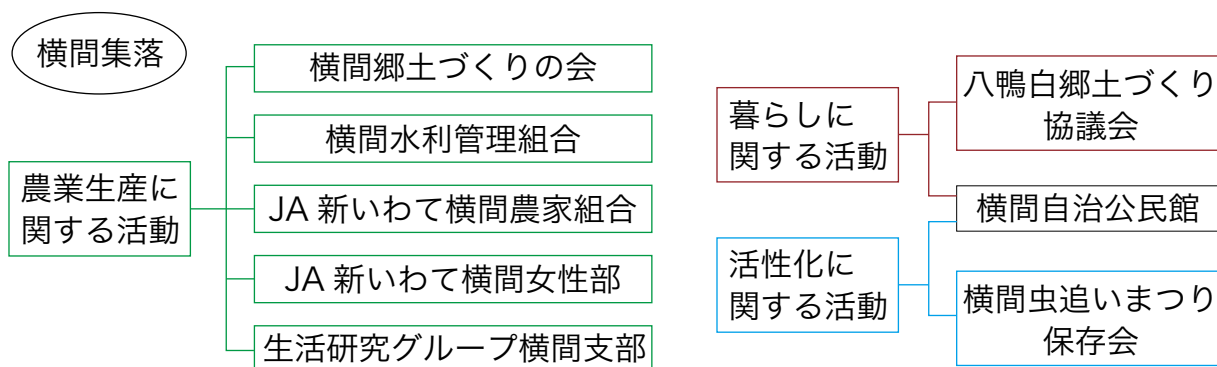 横間集落
農業生産に
関する活動
横間郷土づくりの会
横間水利管理組合
JA 新いわて横間農家組合
JA 新いわて横間女性部
生活研究グループ横間支部
暮らしに
関する活動
八鴨白郷土づくり
協議会
横間自治公民館
活性化に
関する活動
横間虫追いまつり
保存会